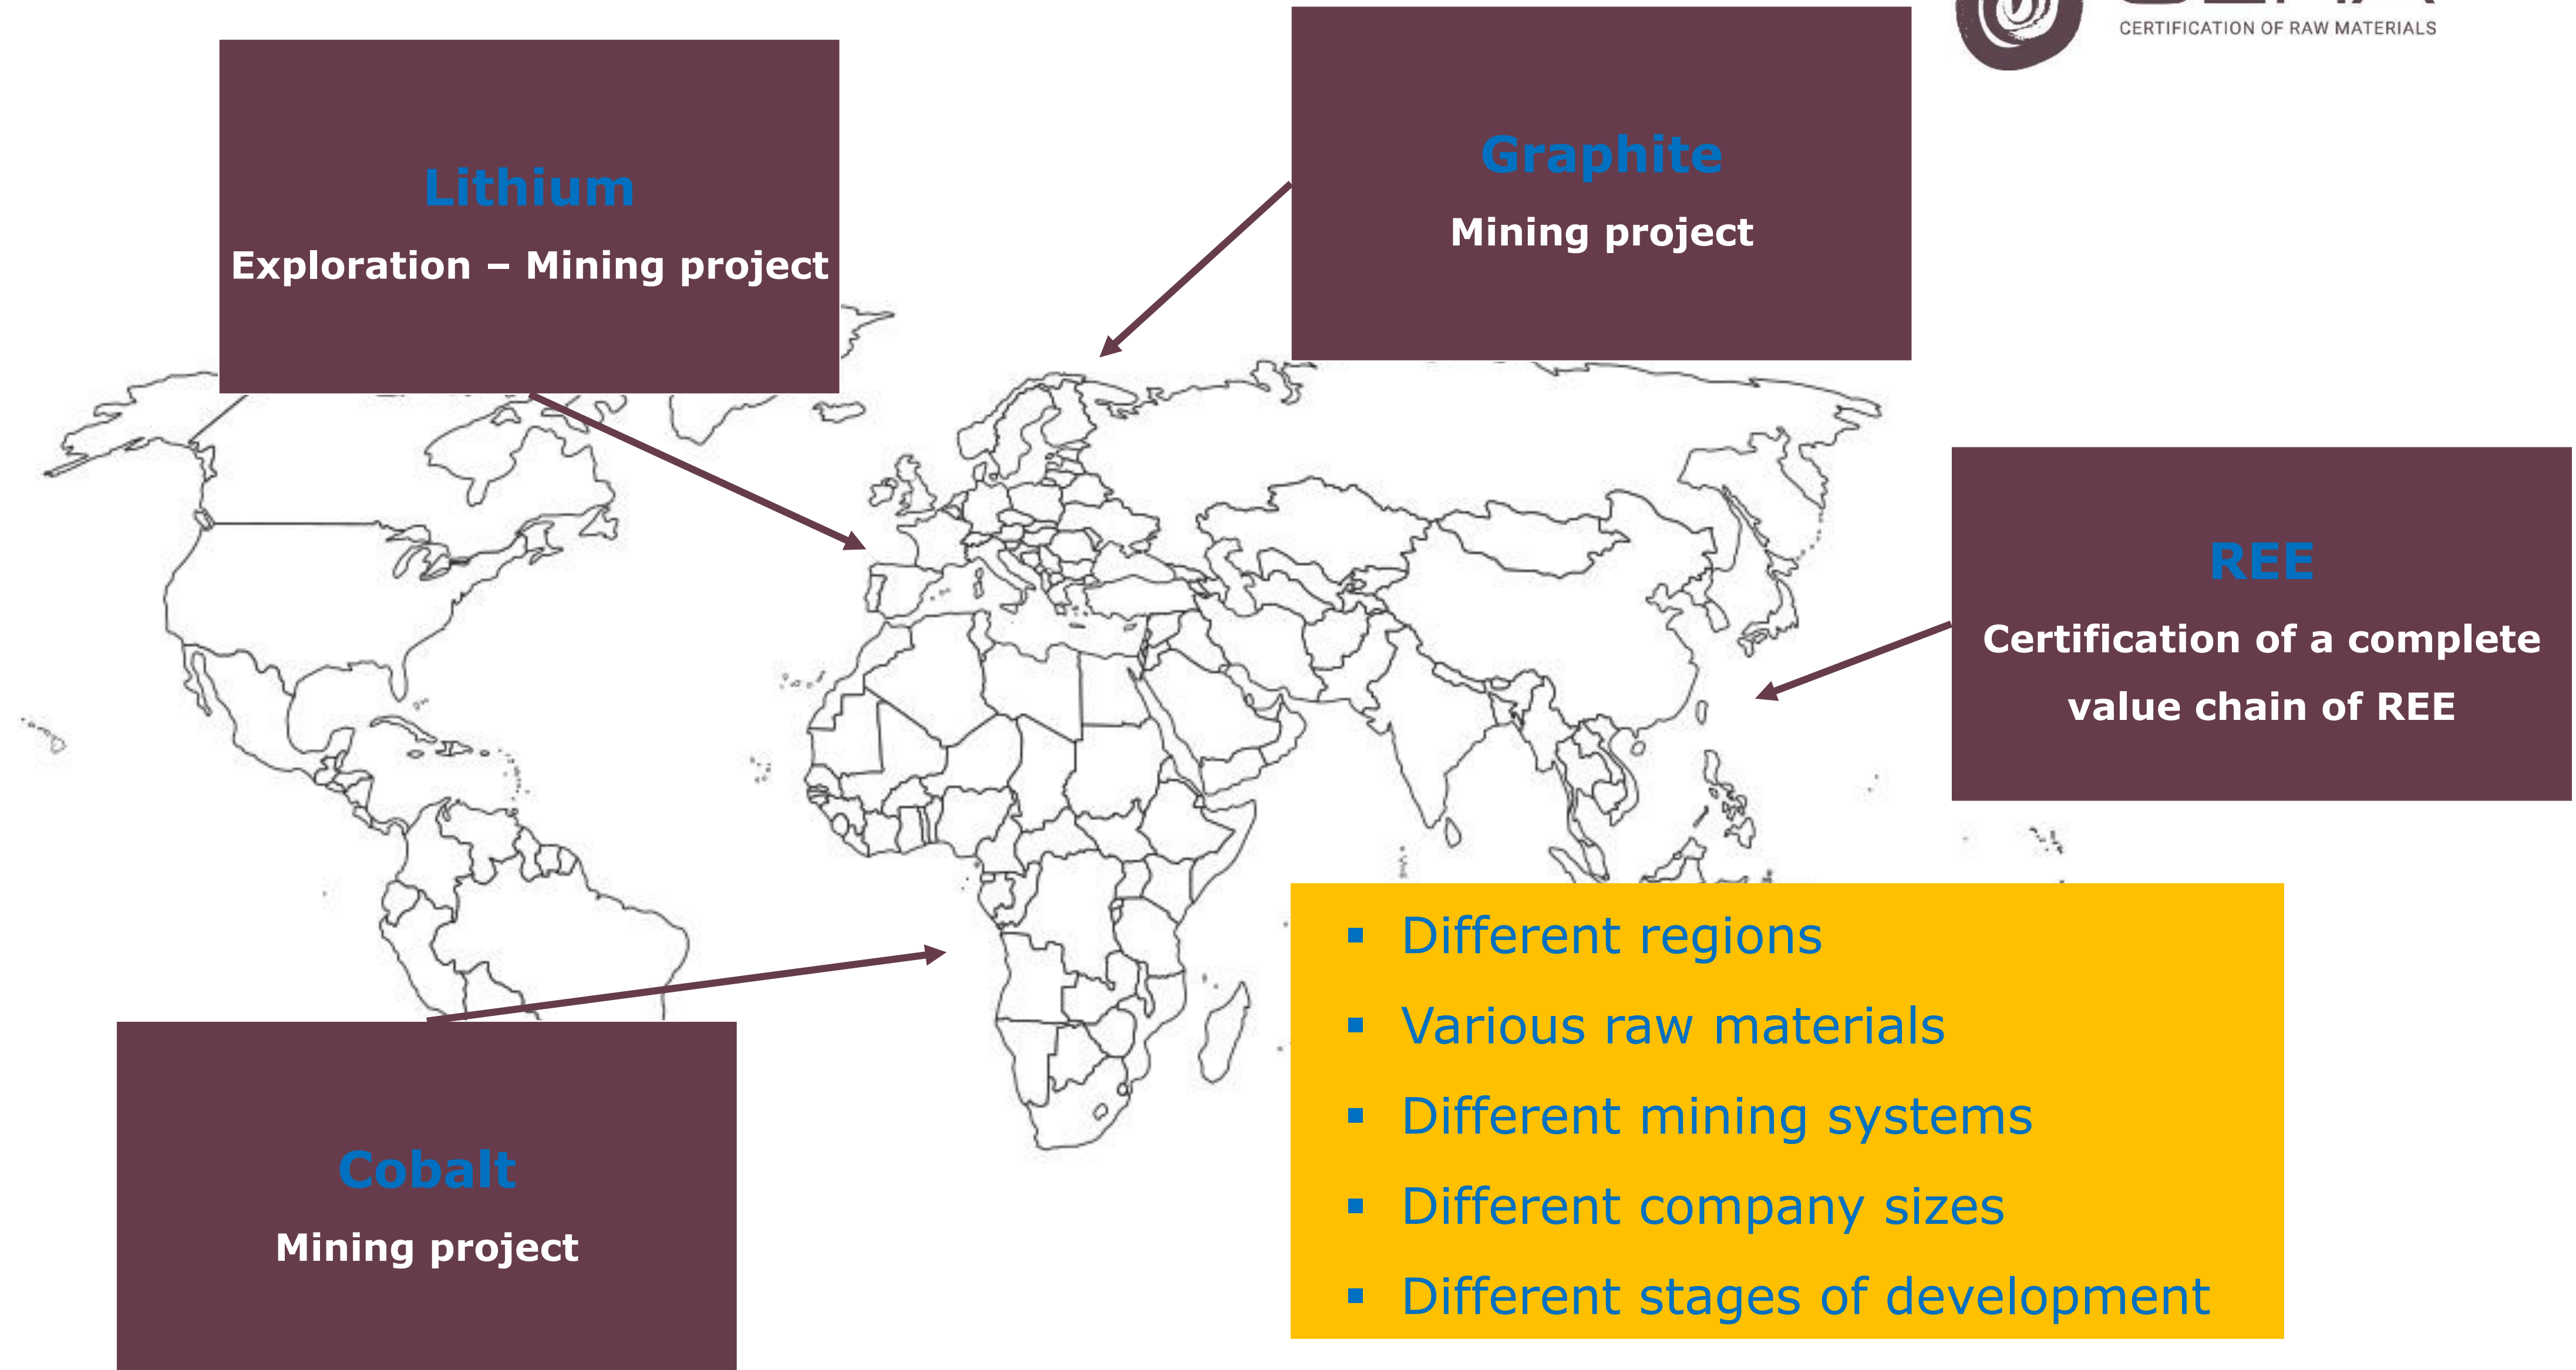 CERTIFICATION OF RAW MATERIALS
Lithium
Exploration – Mining project
Graphite
Mining project
REE
Certification of a complete
value chain of REE
Cobalt
Mining project
▪ Different regions
▪ Various raw materials
▪ Different mining systems
▪ Different company sizes
▪ Different stages of development